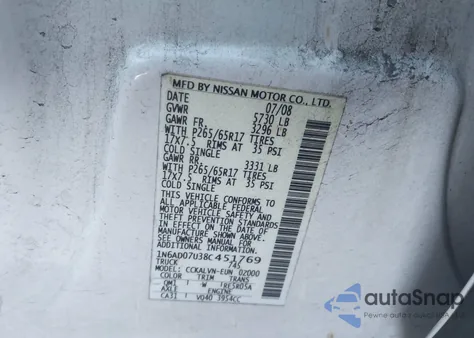 MFD BY NISSAN MOTOR CO., LTD.
DATE 07/08
GVWR 5730 LB
GAWR FR. 3296 LB
WITH P265/65R17 TIRES
17X7.5 RIMS AT 35 PSI
COLD SINGLE
GAWR RR. 3331 LB
WITH P265/65R17 TIRES
17X7.5 RIMS AT 35 PSI
COLD SINGLE
THIS VEHICLE CONFORMS TO
ALL APPLICABLE FEDERAL
MOTOR VEHICLE SAFETY AND
THEFT PREVENTION STANDARDS
IN EFFECT ON THE DATE OF
MANUFACTURE SHOWN ABOVE.
SEE OWNERS MANUAL FOR
ADDITIONAL INFORMATION
1N6AD07U38C451769
TRUCK 745
MODEL CCKALVN-EUN 02000
COLOR TRIM TRANS
QM1 W RE5R05A
AXLE ENGINE
CA31 VQ40 3954CC
autoSnap